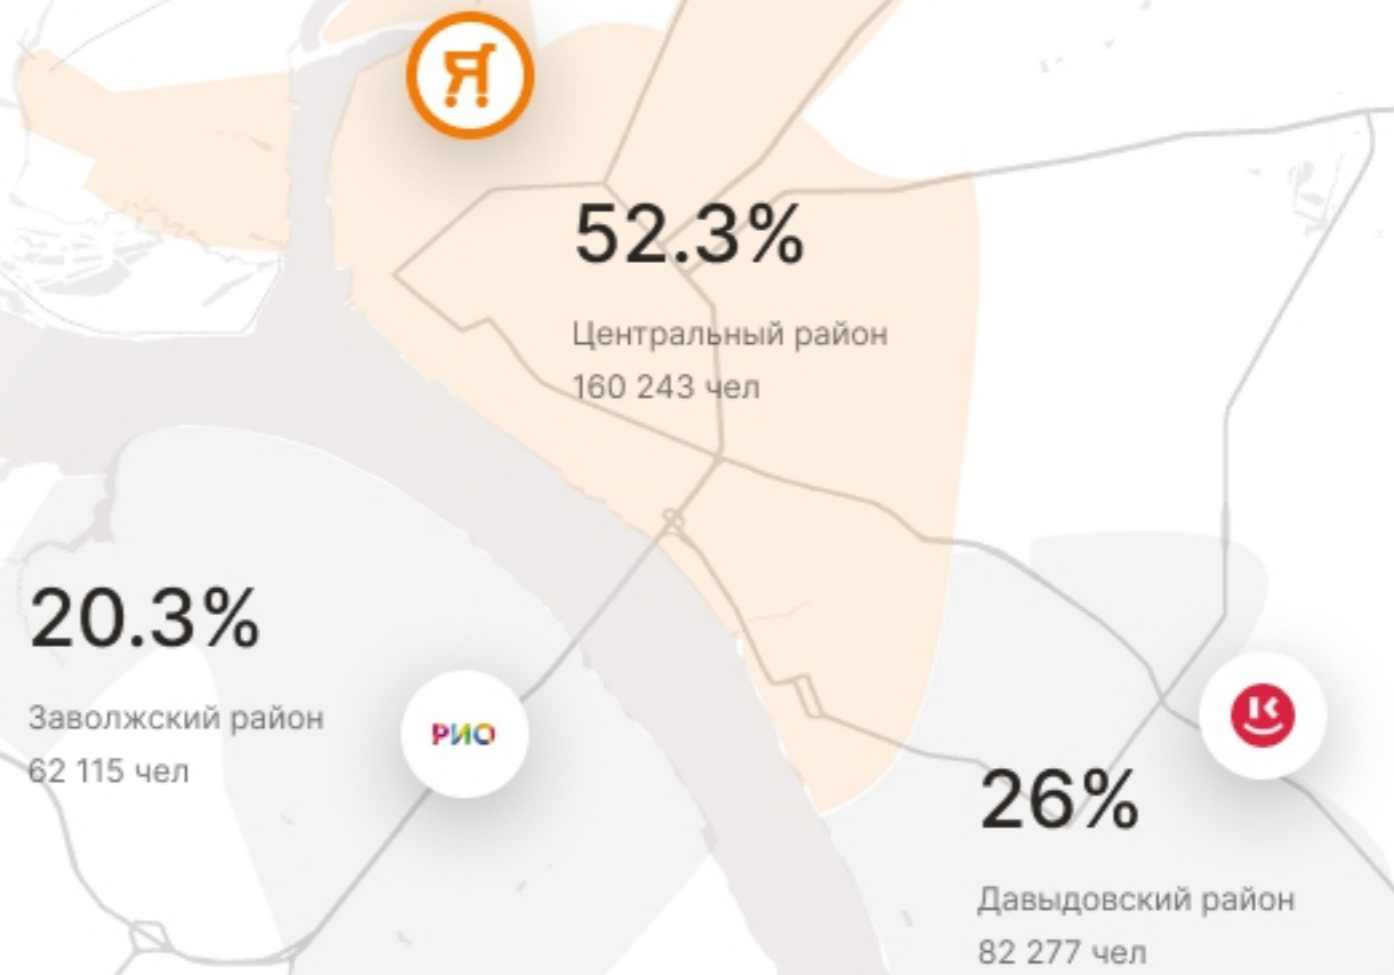 Я
52.3%
Центральный район
160 243 чел
20.3%
Заволжский район
62 115 чел
РИО
26%
Давыдовский район
82 277 чел